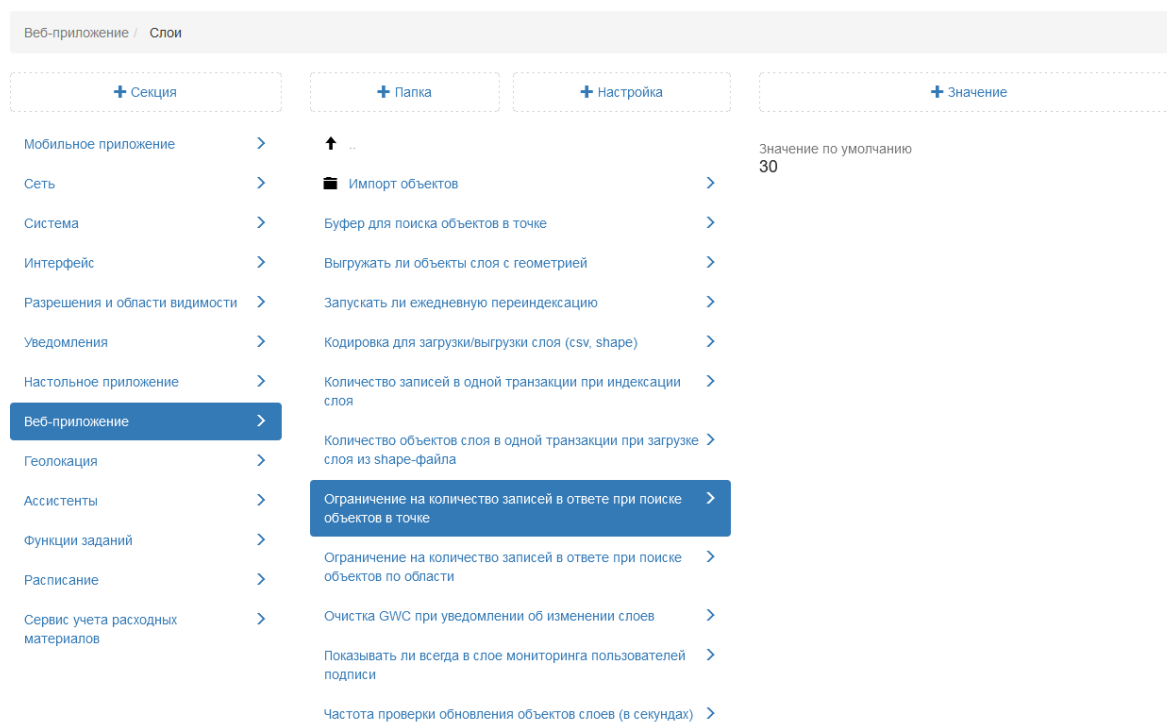 Веб-приложение / Слои
+ Секция
+ Папка
+ Настройка
+ Значение
Мобильное приложение
Сеть
Система
Интерфейс
Разрешения и области видимости
Уведомления
Настольное приложение
Веб-приложение
Геолокация
Ассистенты
Функции заданий
Расписание
Сервис учета расходных
материалов
..
Импорт объектов
Буфер для поиска объектов в точке
Выгружать ли объекты слоя с геометрией
Запускать ли ежедневную переиндексацию
Кодировка для загрузки/выгрузки слоя (csv, shape)
Количество записей в одной транзакции при индексации
слоя
Количество объектов слоя в одной транзакции при загрузке
слоя из shape-файла
Ограничение на количество записей в ответе при поиске
объектов в точке
Ограничение на количество записей в ответе при поиске
объектов по области
Очистка GWC при уведомлении об изменении слоев
Показывать ли всегда в слое мониторинга пользователей
подписи
Частота проверки обновления объектов слоев (в секундах)
Значение по умолчанию
30